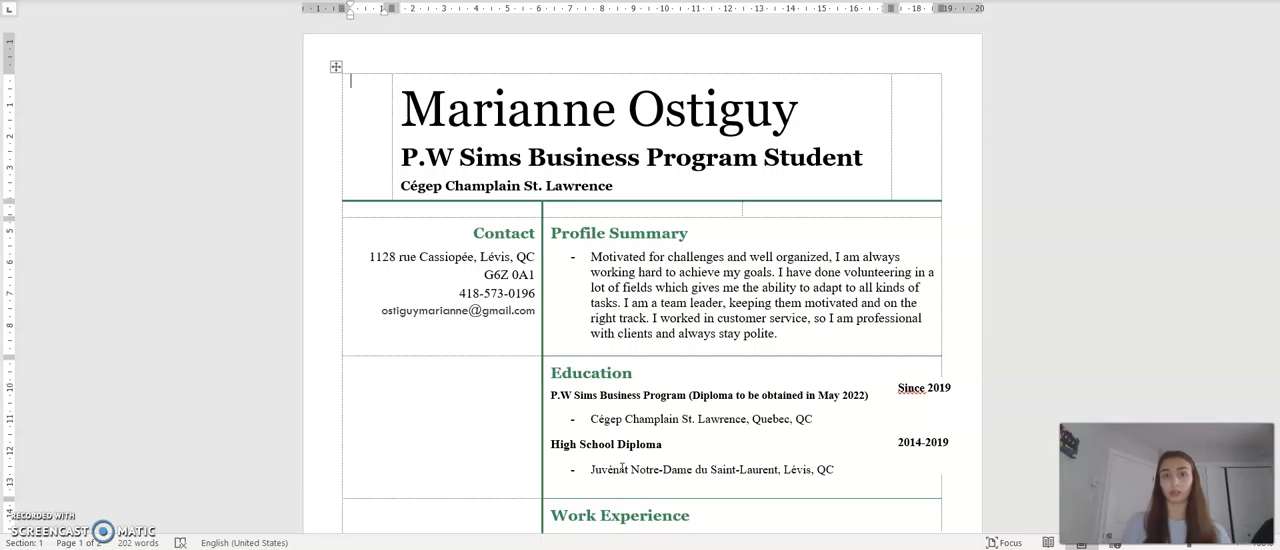 Marianne Ostiguy
P.W Sims Business Program Student
Cégep Champlain St. Lawrence
Contact
1128 rue Cassiopée, Lévis, QC
G6Z 0A1
418-573-0196
ostiguymarianne@gmail.com
Profile Summary
- Motivated for challenges and well organized, I am always
working hard to achieve my goals. I have done volunteering in a
lot of fields which gives me the ability to adapt to all kinds of
tasks. I am a team leader, keeping them motivated and on the
right track. I worked in customer service, so I am professional
with clients and always stay polite.
Education
P.W Sims Business Program (Diploma to be obtained in May 2022) Since 2019
- Cégep Champlain St. Lawrence, Quebec, QC
High School Diploma 2014-2019
- Juvénat Notre-Dame du Saint-Laurent, Lévis, QC
Work Experience
RECORDED WITH
SCREENCAST MATIC
Section: 1 Page 1 of 2 202 words English (United States) Focus